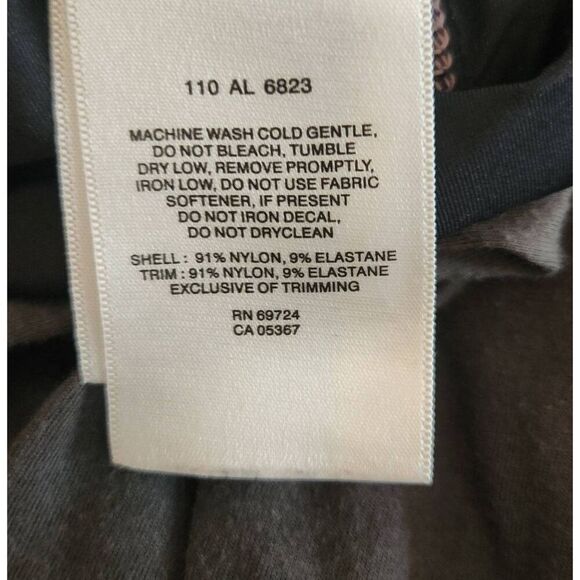 110 AL 6823
MACHINE WASH COLD GENTLE,
DO NOT BLEACH, TUMBLE
DRY LOW, REMOVE PROMPTLY,
IRON LOW, DO NOT USE FABRIC
SOFTENER, IF PRESENT
DO NOT IRON DECAL,
DO NOT DRYCLEAN
SHELL : 91% NYLON, 9% ELASTANE
TRIM : 91% NYLON, 9% ELASTANE
EXCLUSIVE OF TRIMMING
RN 69724
CA 05367